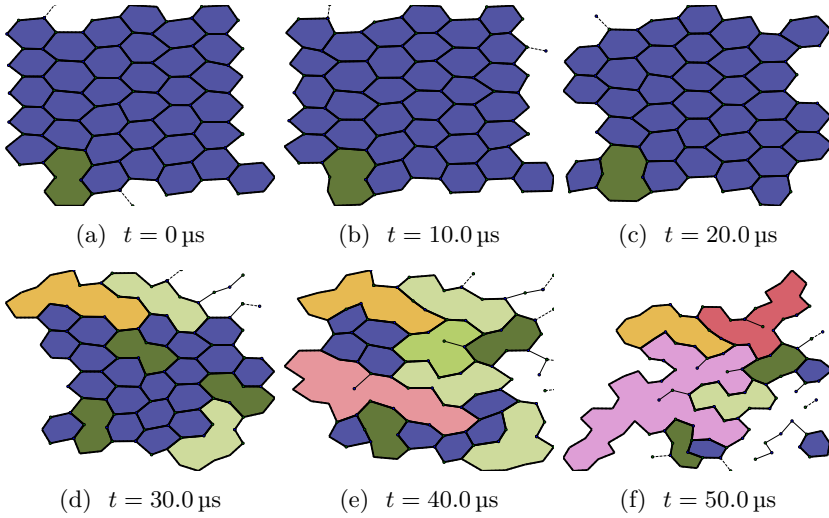 (a) t = 0 µs
(b) t = 10.0 µs
(c) t = 20.0 µs
(d) t = 30.0 µs
(e) t = 40.0 µs
(f) t = 50.0 µs